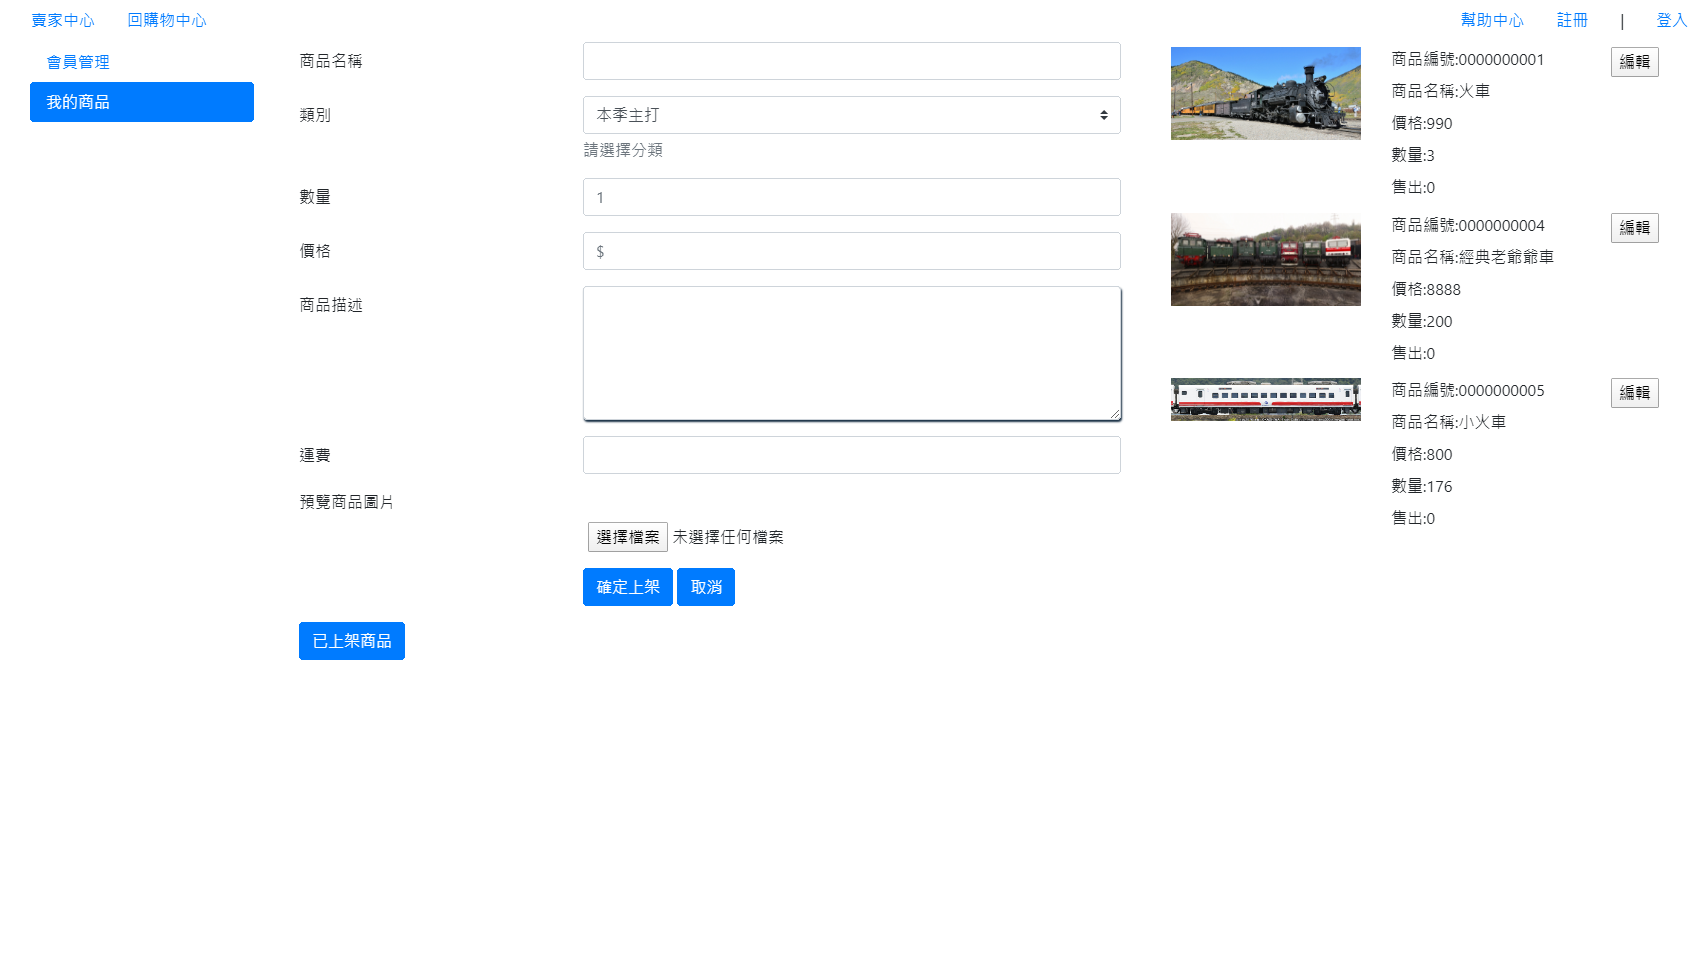 賣家中心 回購物中心 幫助中心 註冊 | 登入
會員管理
我的商品
商品名稱
類別
本季主打
請選擇分類
數量
1
價格
$
商品描述
運費
預覽商品圖片
選擇檔案 未選擇任何檔案
確定上架 取消
已上架商品
商品編號:0000000001
編輯
商品名稱:火車
價格:990
數量:3
售出:0
商品編號:0000000004
編輯
商品名稱:經典老爺爺車
價格:8888
數量:200
售出:0
商品編號:0000000005
編輯
商品名稱:小火車
價格:800
數量:176
售出:0